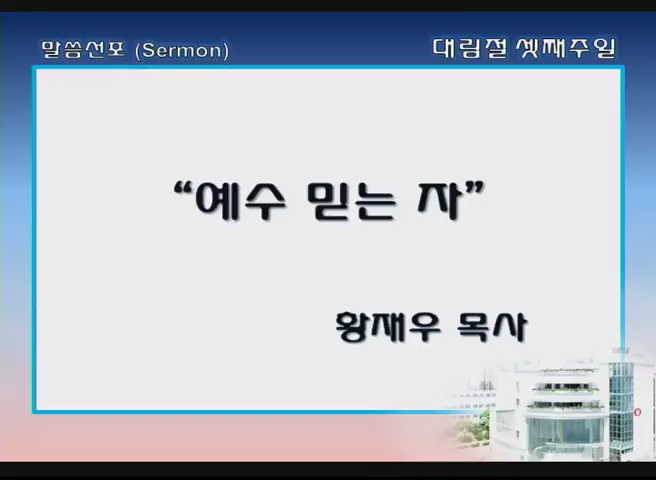 말씀선포 (Sermon)
대림절 셋째주일
“예수 믿는 자”
황재우 목사